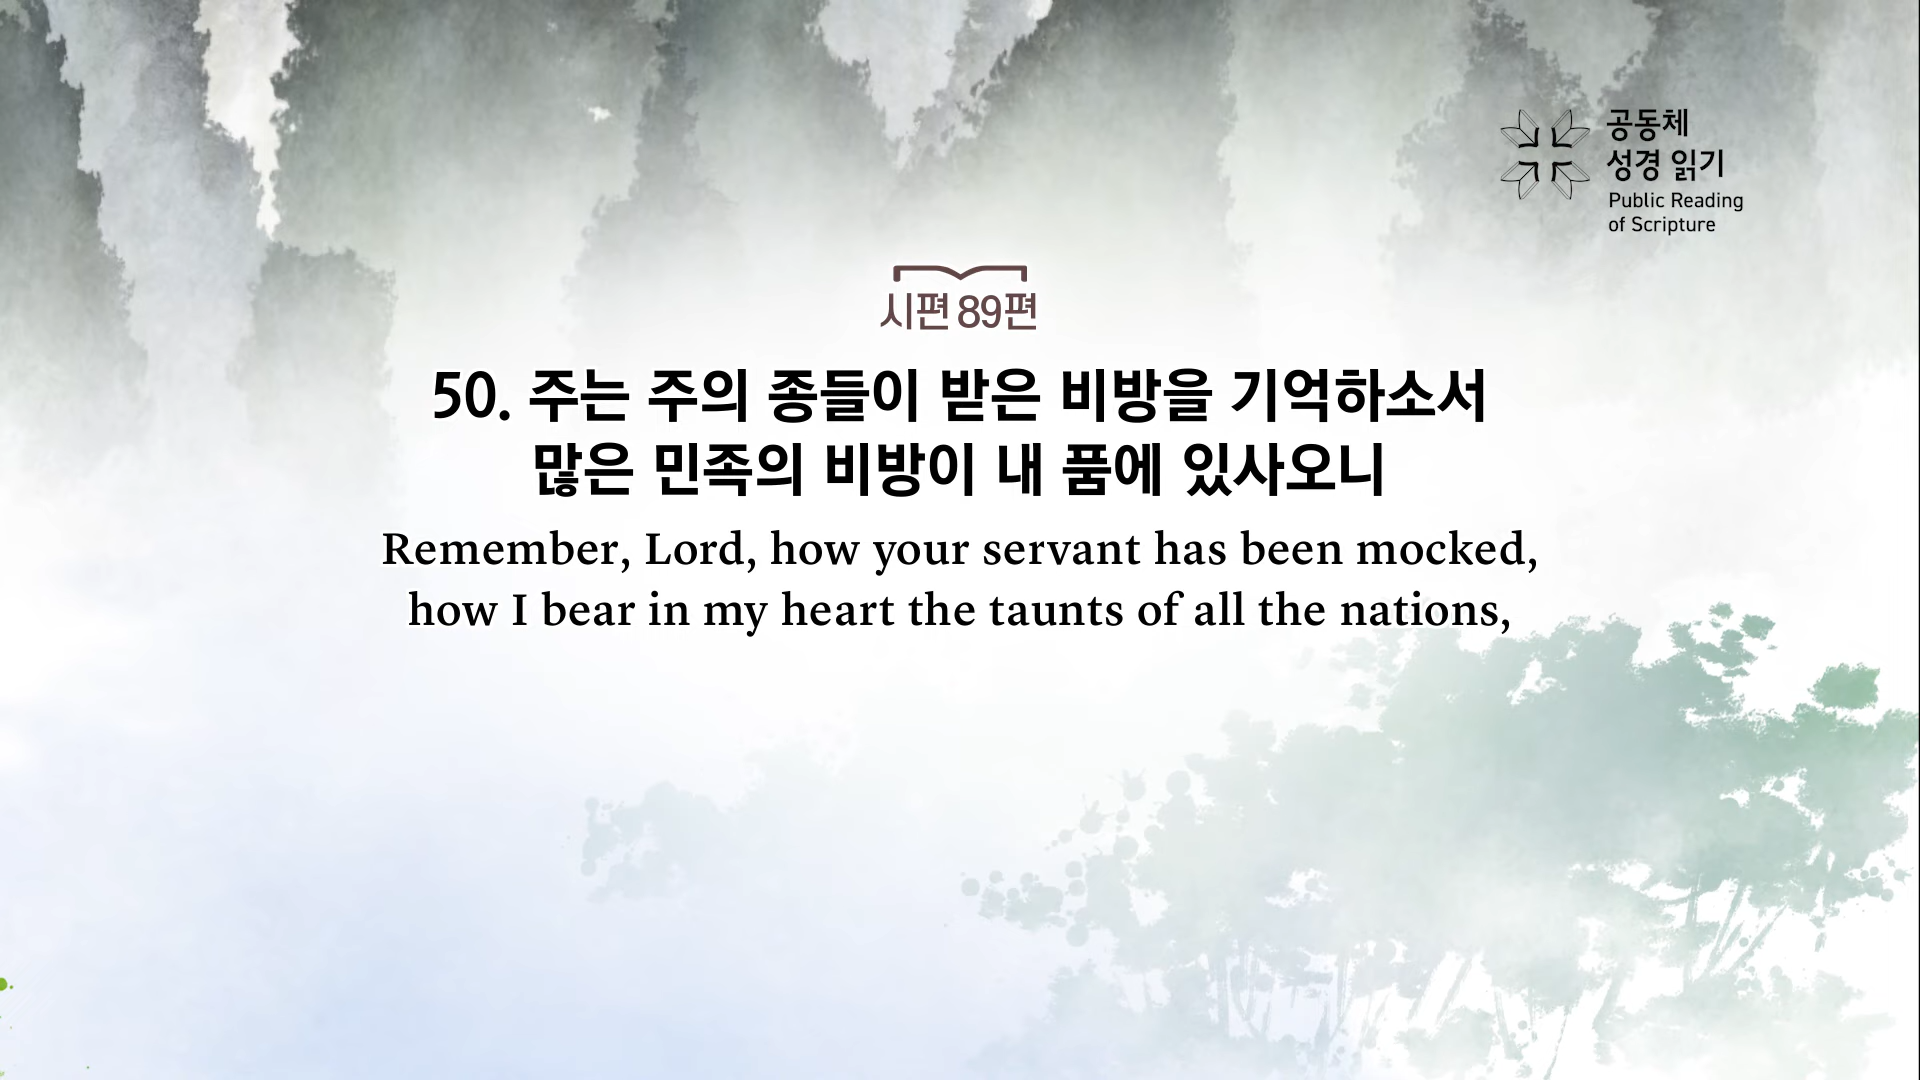 공동체
성경 읽기
Public Reading
of Scripture
시편 89편
50. 주는 주의 종들이 받은 비방을 기억하소서
많은 민족의 비방이 내 품에 있사오니
Remember, Lord, how your servant has been mocked,
how I bear in my heart the taunts of all the nations,